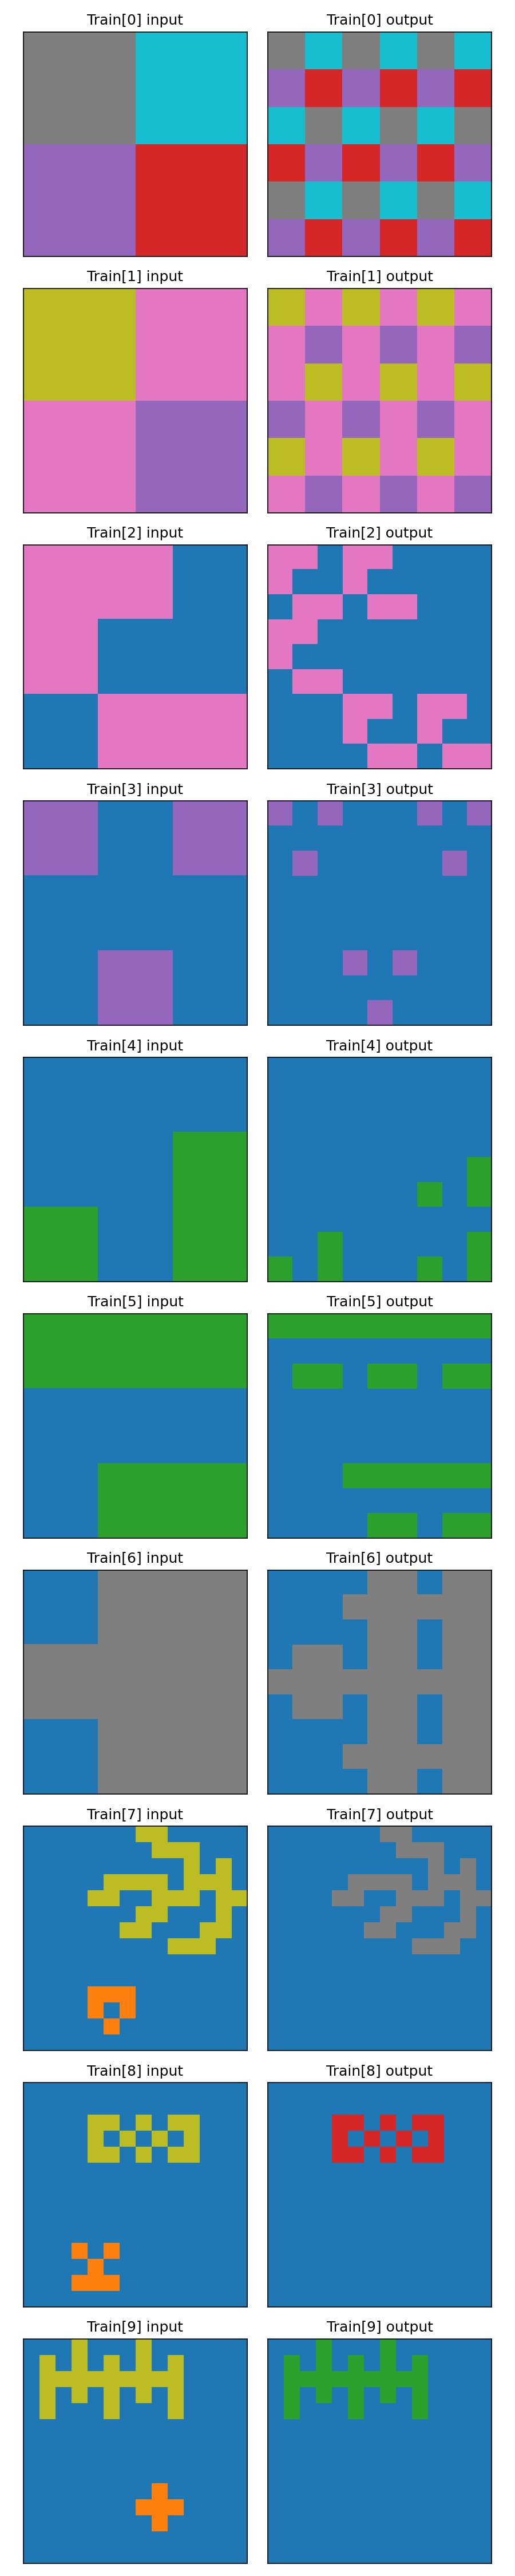 Train[0] input Train[0] output
Train[1] input Train[1] output
Train[2] input Train[2] output
Train[3] input Train[3] output
Train[4] input Train[4] output
Train[5] input Train[5] output
Train[6] input Train[6] output
Train[7] input Train[7] output
Train[8] input Train[8] output
Train[9] input Train[9] output